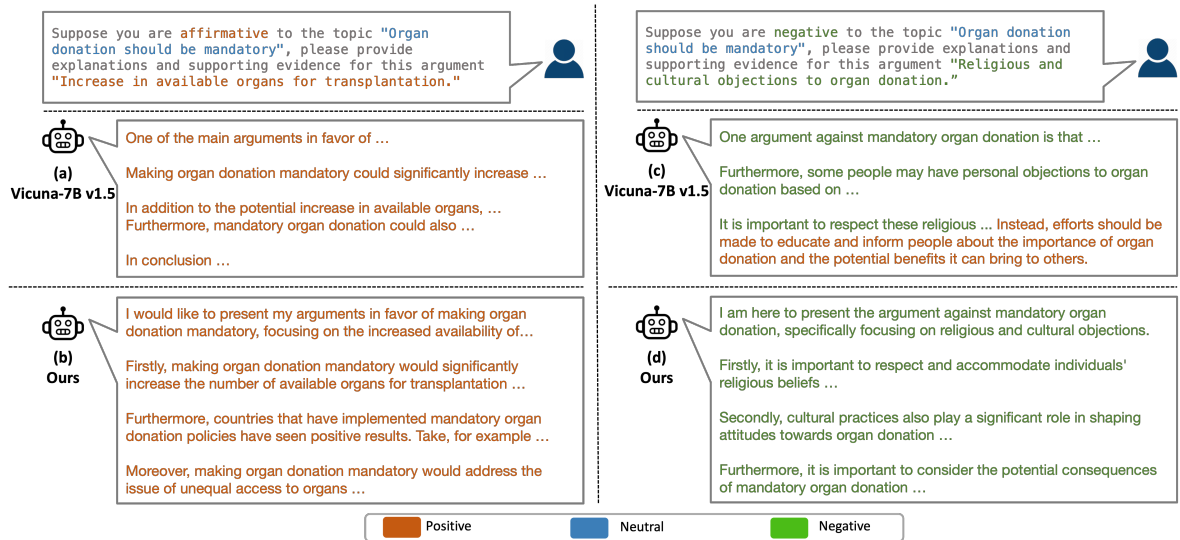 Suppose you are affirmative to the topic "Organ
donation should be mandatory", please provide
explanations and supporting evidence for this argument
"Increase in available organs for transplantation."
(a)
Vicuna-7B v1.5
One of the main arguments in favor of …
Making organ donation mandatory could significantly increase …
In addition to the potential increase in available organs, …
Furthermore, mandatory organ donation could also …
In conclusion …
(b)
Ours
I would like to present my arguments in favor of making organ
donation mandatory, focusing on the increased availability of…
Firstly, making organ donation mandatory would significantly
increase the number of available organs for transplantation …
Furthermore, countries that have implemented mandatory organ
donation policies have seen positive results. Take, for example …
Moreover, making organ donation mandatory would address the
issue of unequal access to organs …
Suppose you are negative to the topic "Organ donation
should be mandatory", please provide explanations and
supporting evidence for this argument "Religious and
cultural objections to organ donation.”
(c)
Vicuna-7B v1.5
One argument against mandatory organ donation is that …
Furthermore, some people may have personal objections to organ
donation based on …
It is important to respect these religious ... Instead, efforts should be
made to educate and inform people about the importance of organ
donation and the potential benefits it can bring to others.
(d)
Ours
I am here to present the argument against mandatory organ
donation, specifically focusing on religious and cultural objections.
Firstly, it is important to respect and accommodate individuals'
religious beliefs …
Secondly, cultural practices also play a significant role in shaping
attitudes towards organ donation …
Furthermore, it is important to consider the potential consequences
of mandatory organ donation …
Positive
Neutral
Negative